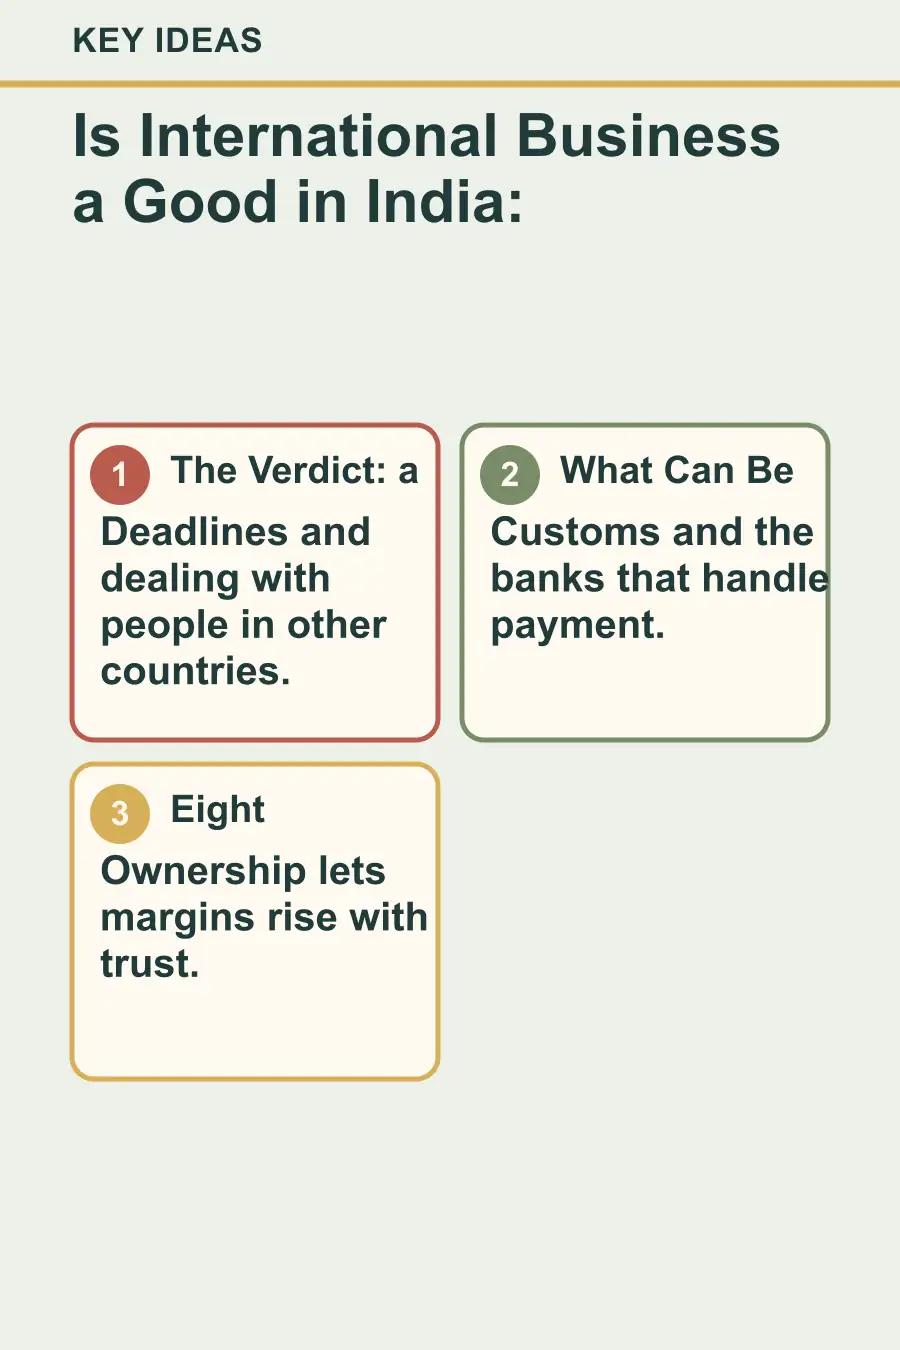 KEY IDEAS
Is International Business
a Good in India:
1 The Verdict: a
Deadlines and
dealing with
people in other
countries.
2 What Can Be
Customs and the
banks that handle
payment.
3 Eight
Ownership lets
margins rise with
trust.